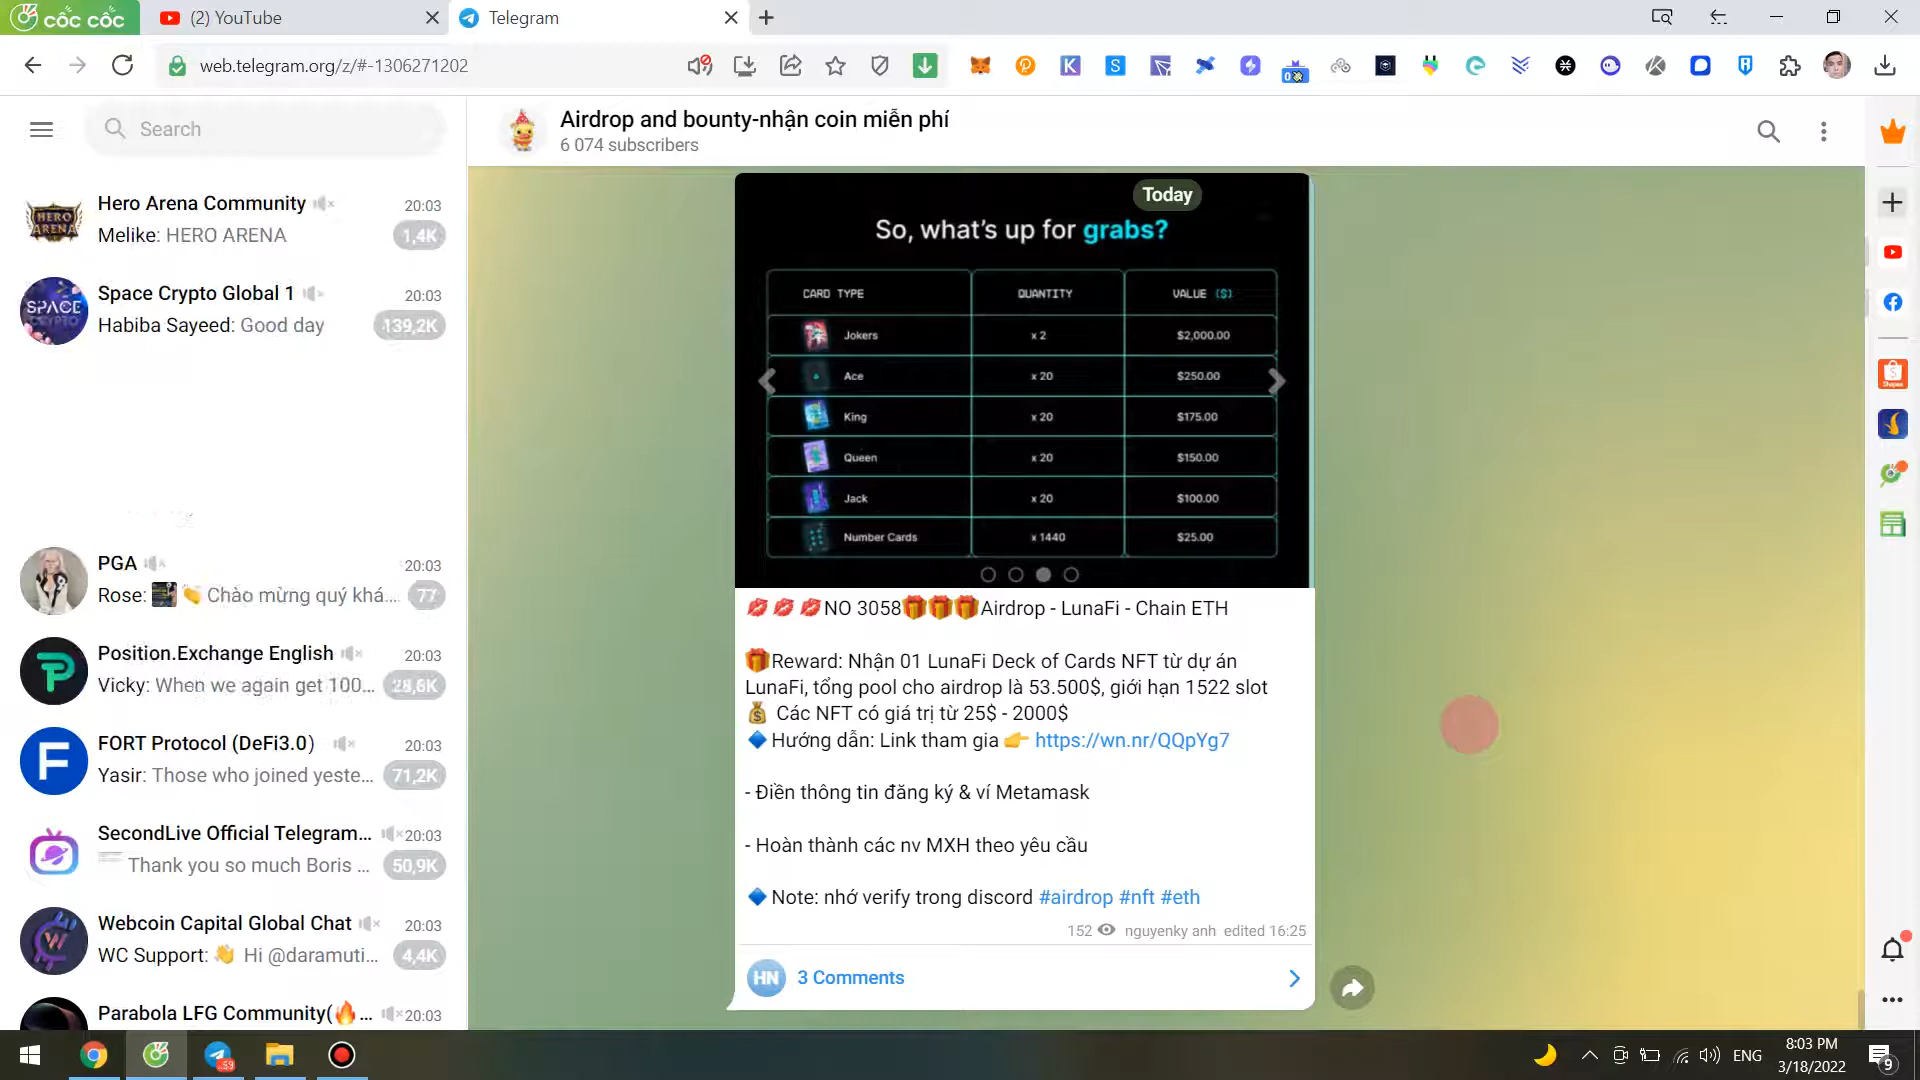 cốc cốc
(2) YouTube
Telegram
web.telegram.org/z/#-1306271202
Search
Airdrop and bounty-nhận coin miễn phí
6 074 subscribers
Hero Arena Community
20:03
Melike: HERO ARENA
1,4K
Space Crypto Global 1
20:03
Habiba Sayeed: Good day
139,2K
PGA
20:03
Rose: Chào mừng quý khá...
77
Position.Exchange English
20:03
Vicky: When we again get 100...
28,8K
FORT Protocol (DeFi3.0)
20:03
Yasir: Those who joined yeste...
71,2K
SecondLive Official Telegram...
20:03
Thank you so much Boris ...
50,9K
Webcoin Capital Global Chat
20:03
WC Support: 👋 Hi @daramuti...
4,4K
Parabola LFG Community(🔥...
20:03
Today
So, what's up for grabs?
CARD TYPE QUANTITY VALUE ($)
Jokers x 2 $2,000.00
Ace x 20 $250.00
King x 20 $175.00
Queen x 20 $150.00
Jack x 20 $100.00
Number Cards x 1440 $25.00
💋💋💋NO 3058🎁🎁🎁Airdrop - LunaFi - Chain ETH
🎁Reward: Nhận 01 LunaFi Deck of Cards NFT từ dự án
LunaFi, tổng pool cho airdrop là 53.500$, giới hạn 1522 slot
💰 Các NFT có giá trị từ 25$ - 2000$
🔷Hướng dẫn: Link tham gia 👉 https://wn.nr/QQpYg7
- Điền thông tin đăng ký & ví Metamask
- Hoàn thành các nv MXH theo yêu cầu
🔷Note: nhớ verify trong discord #airdrop #nft #eth
152 nguyenky anh edited 16:25
HN 3 Comments
ENG
8:03 PM
3/18/2022
9